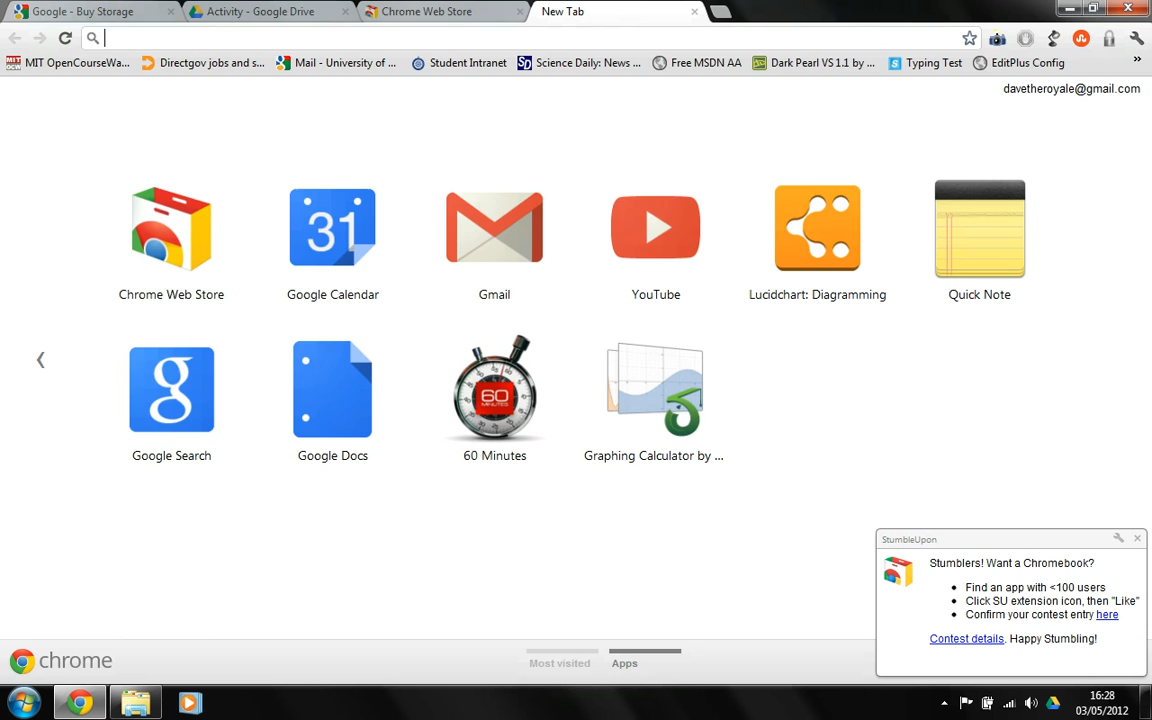 Google - Buy Storage
Activity - Google Drive
Chrome Web Store
New Tab
MIT OpenCourseWa...
Directgov jobs and s...
Mail - University of ...
Student Intranet
SD Science Daily: News ...
Free MSDN AA
Dark Pearl VS 1.1 by ...
S Typing Test
EditPlus Config
»
davetheroyale@gmail.com
31
Chrome Web Store
Google Calendar
Gmail
YouTube
Lucidchart: Diagramming
Quick Note
g
60
MINUTES
Google Search
Google Docs
60 Minutes
Graphing Calculator by ...
StumbleUpon
Stumblers! Want a Chromebook?
• Find an app with <100 users
• Click SU extension icon, then "Like"
• Confirm your contest entry here
Contest details. Happy Stumbling!
chrome
Most visited
Apps
16:28
03/05/2012